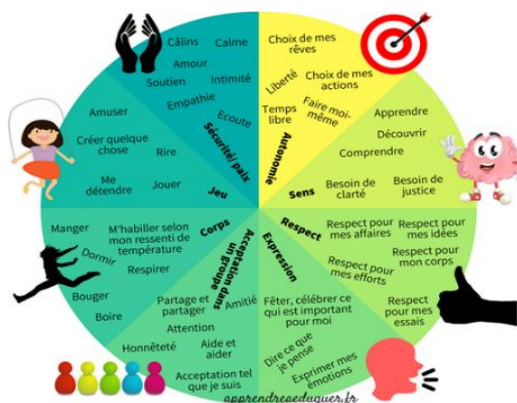 Câlins
Calme
Amour
Soutien
Intimité
Empathie
Ecoute
Sécurité/ paix
Choix de mes
rêves
Liberté
Choix de mes
actions
Temps
libre
Faire moi-
même
Autonomie
Apprendre
Découvrir
Comprendre
Besoin de
clarté
Besoin de
justice
Sens
Respect
Respect pour
mes affaires
Respect pour
mes idées
Respect pour
mon corps
Respect pour
mes efforts
Respect
pour mes
essais
Expression
Fêter, célébrer ce
qui est important
pour moi
Dire ce que
je pense
Exprimer mes
émotions
Acceptation dans
un groupe
Partage et
partager
Amitié
Attention
Honnêteté
Aide et
aider
Acceptation tel
que je suis
Corps
Manger
M'habiller selon
mon ressenti de
température
Dormir
Respirer
Bouger
Boire
Jeu
Amuser
Créer quelque
chose
Rire
Me
détendre
Jouer
apprendreaeduquer.fr